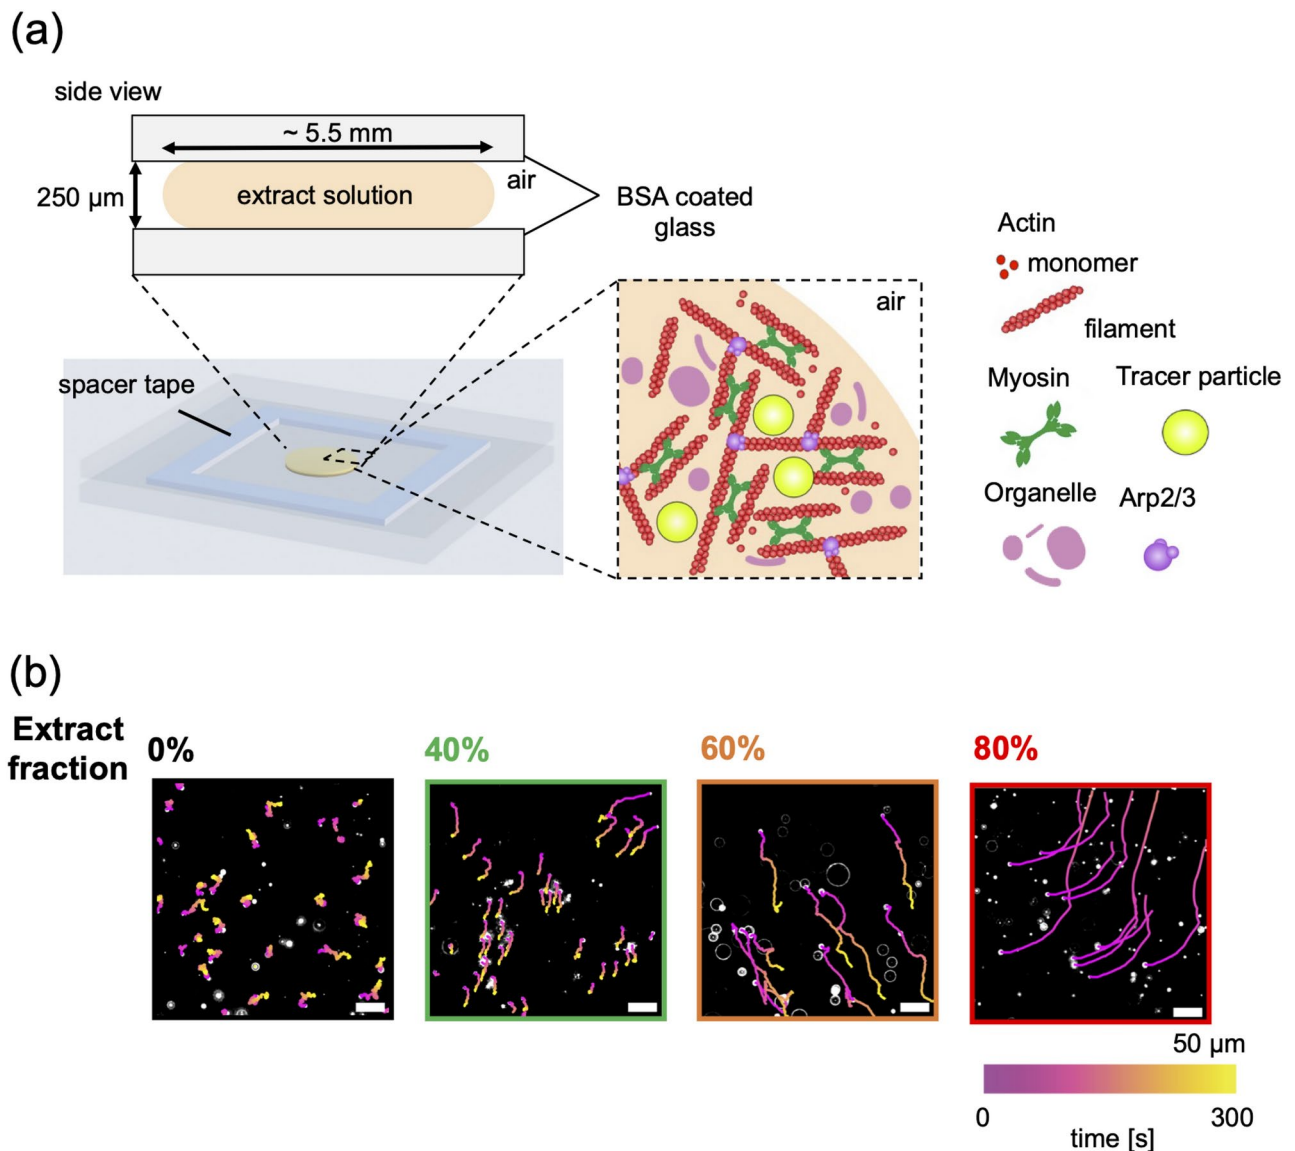 (a)
side view
~ 5.5 mm
250 µm
extract solution
air
BSA coated
glass
spacer tape
air
Actin
monomer
filament
Myosin
Tracer particle
Organelle
Arp2/3
(b)
Extract
fraction
0%
40%
60%
80%
50 µm
0
300
time [s]